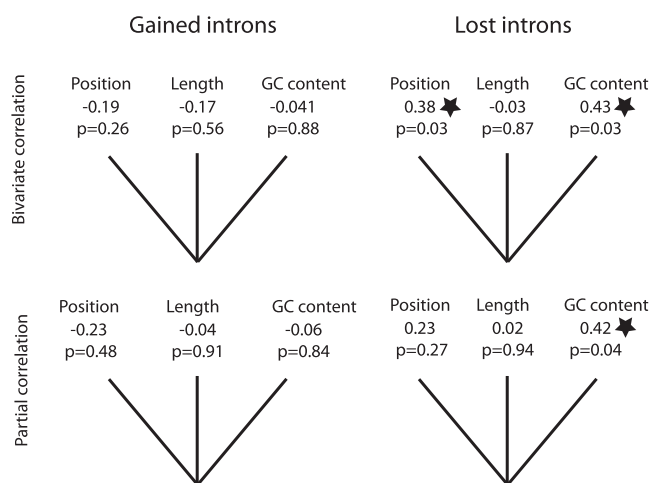 Gained introns
Lost introns
Bivariate correlation
Position Length GC content
-0.19 -0.17 -0.041
p=0.26 p=0.56 p=0.88
Position Length GC content
0.38 -0.03 0.43
p=0.03 p=0.87 p=0.03
Partial correlation
Position Length GC content
-0.23 -0.04 -0.06
p=0.48 p=0.91 p=0.84
Position Length GC content
0.23 0.02 0.42
p=0.27 p=0.94 p=0.04